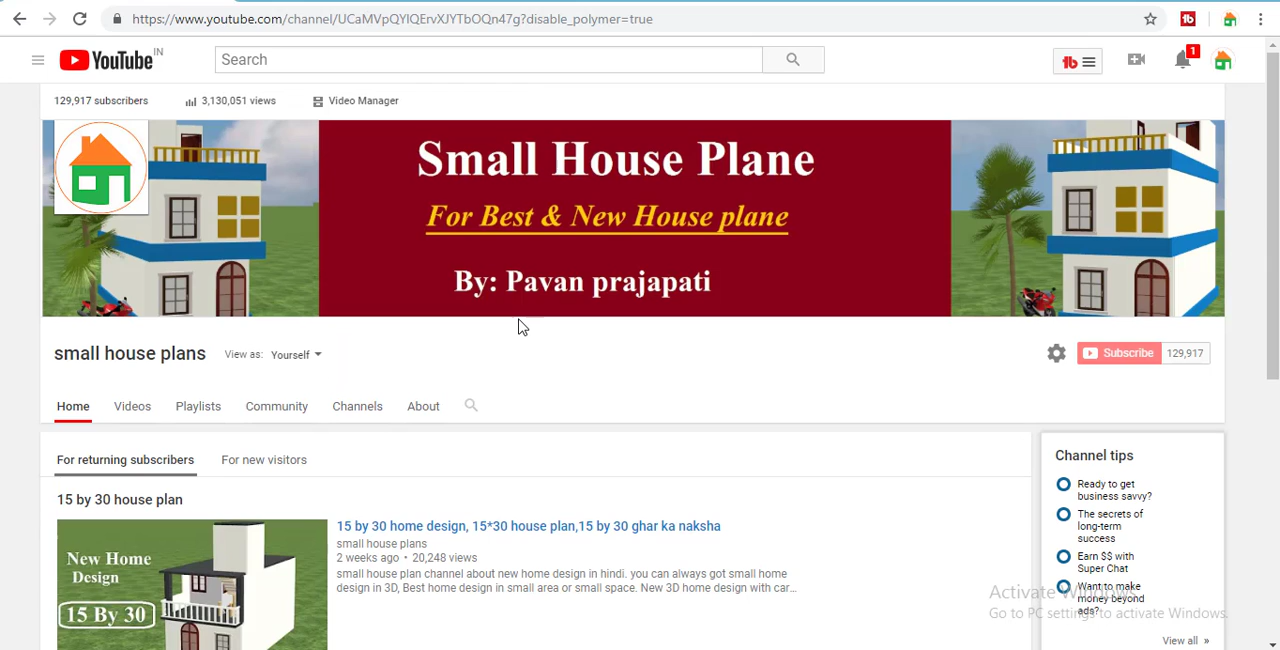 https://www.youtube.com/channel/UCaMVpQYIQErvXJYTbOQn47g?disable_polymer=true
YouTube IN
Search
1
129,917 subscribers
3,130,051 views
Video Manager
Small House Plane
For Best & New House plane
By: Pavan prajapati
small house plans
View as: Yourself
Subscribe 129,917
Home
Videos
Playlists
Community
Channels
About
For returning subscribers
For new visitors
15 by 30 house plan
New Home
Design
15 By 30
15 by 30 home design, 15*30 house plan,15 by 30 ghar ka naksha
small house plans
2 weeks ago • 20,248 views
small house plan channel about new home design in hindi. you can always got small home
design in 3D, Best home design in small area or small space. New 3D home design with car...
Channel tips
Ready to get
business savvy?
The secrets of
long-term
success
Earn $$ with
Super Chat
Want to make
money beyond
ads?
View all »
Activate Windows
Go to PC settings to activate Windows.